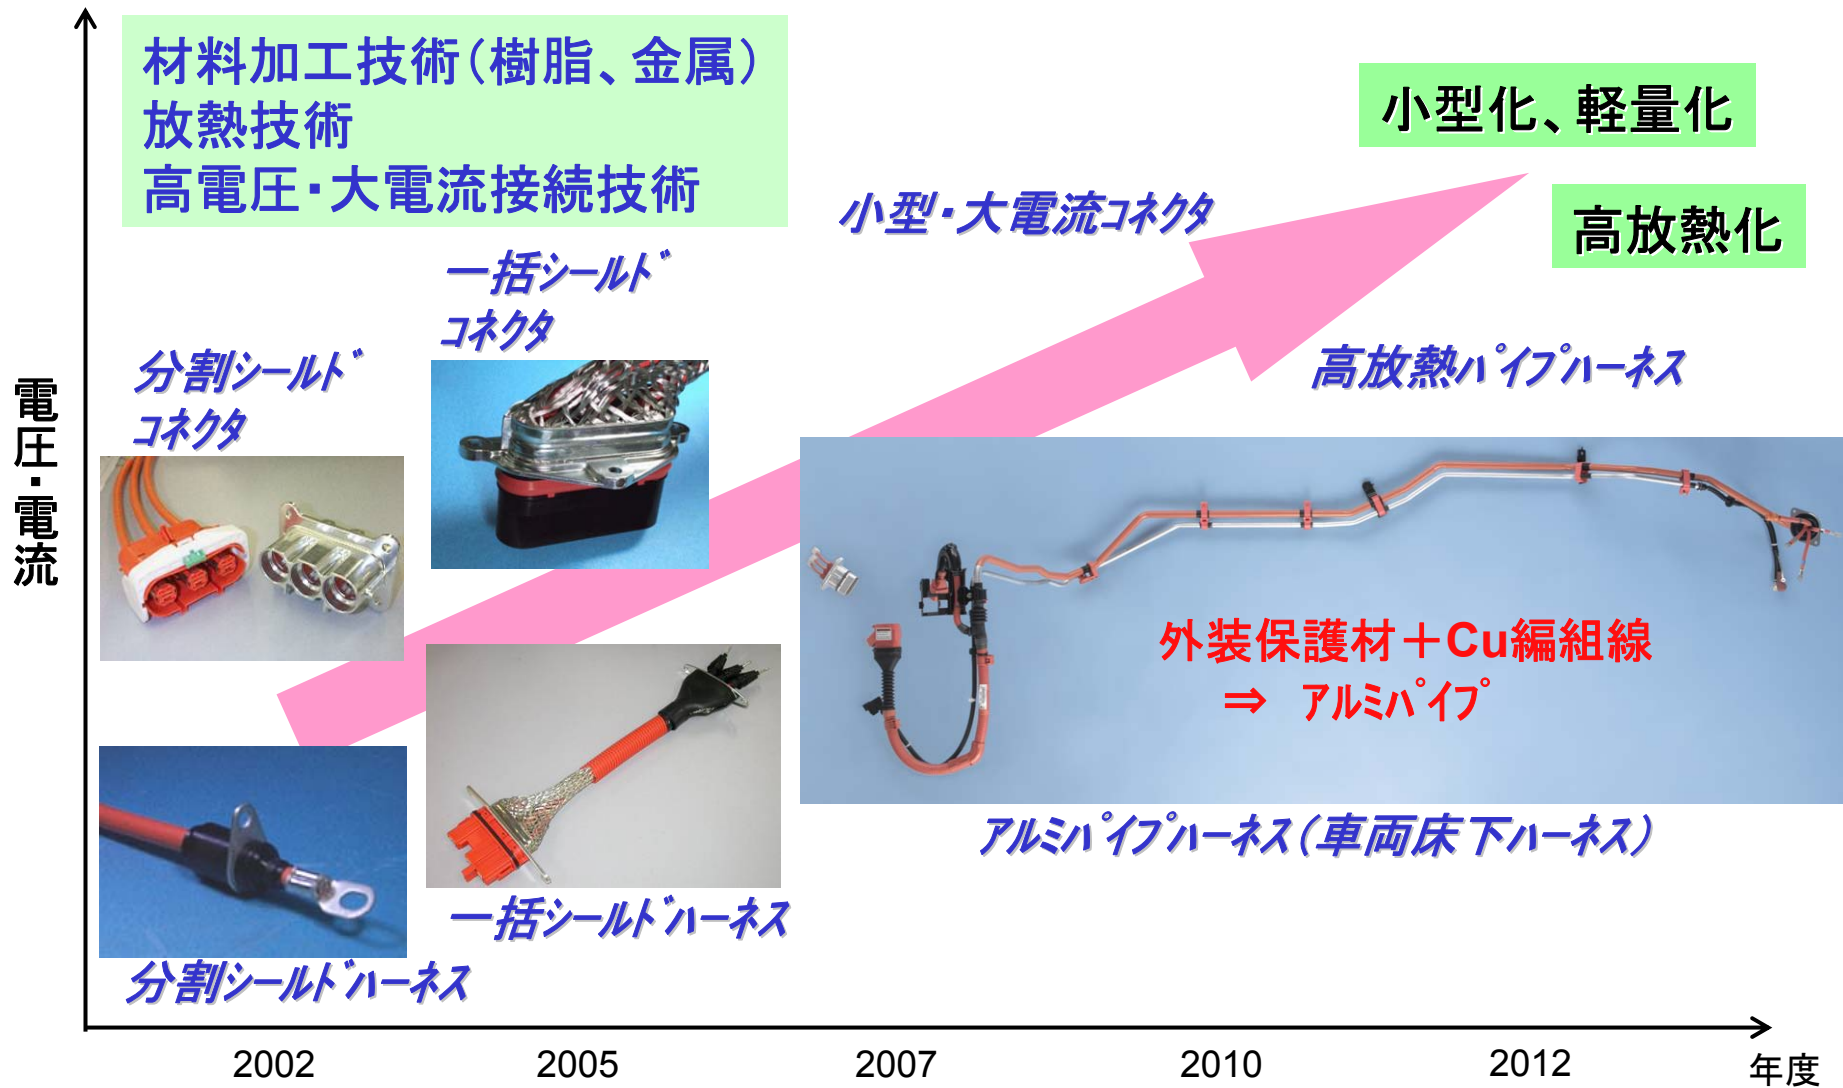 材料加工技術（樹脂、金属）
放熱技術
高電圧・大電流接続技術
小型化、軽量化
高放熱化
小型・大電流ｺﾈｸﾀ
一括ｼｰﾙﾄﾞ
ｺﾈｸﾀ
分割ｼｰﾙﾄﾞ
ｺﾈｸﾀ
高放熱ﾊﾟｲﾌﾟﾊｰﾈｽ
電圧・電流
外装保護材＋Cu編組線
⇒　ｱﾙﾐﾊﾟｲﾌﾟ
ｱﾙﾐﾊﾟｲﾌﾟﾊｰﾈｽ（車両床下ﾊｰﾈｽ）
一括ｼｰﾙﾄﾞﾊｰﾈｽ
分割ｼｰﾙﾄﾞﾊｰﾈｽ
2002 2005 2007 2010 2012 年度